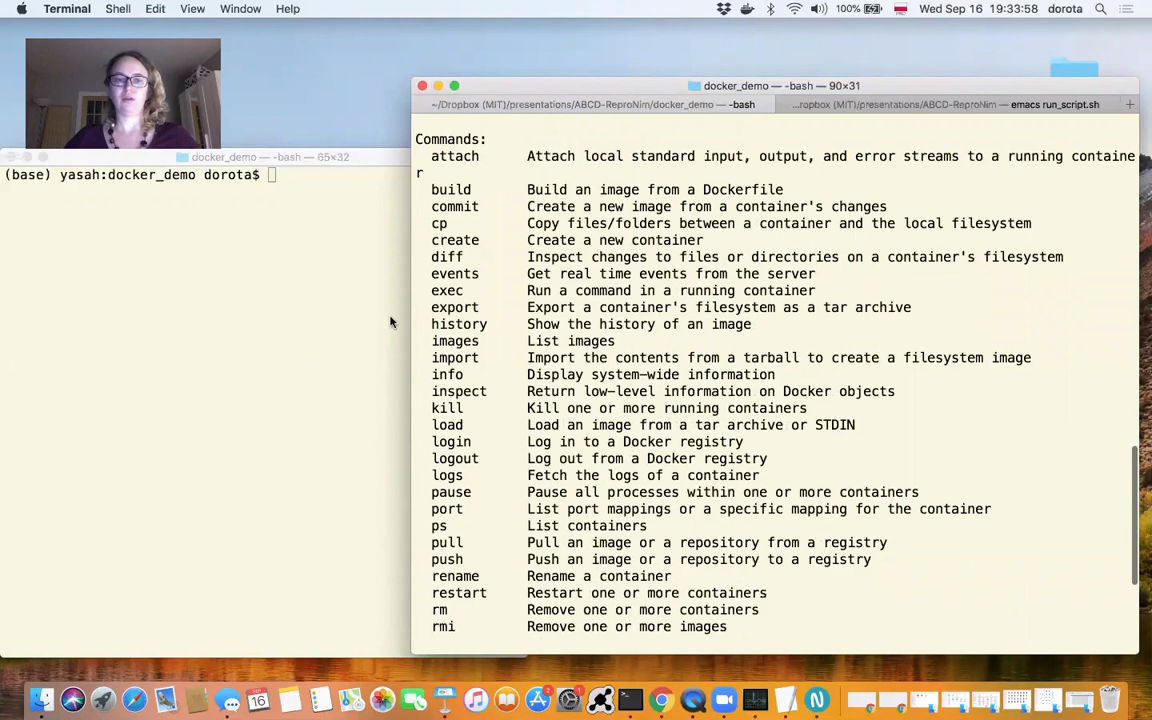 Terminal Shell Edit View Window Help 100% Wed Sep 16 19:33:58 dorota
docker_demo — -bash — 90×31
~/Dropbox (MIT)/presentations/ABCD-ReproNim/docker_demo — -bash ...ropbox (MIT)/presentations/ABCD-ReproNim — emacs run_script.sh +
docker_demo — -bash — 65×32
(base) yasah:docker_demo dorota$
Commands:
attach Attach local standard input, output, and error streams to a running containe
r
build Build an image from a Dockerfile
commit Create a new image from a container's changes
cp Copy files/folders between a container and the local filesystem
create Create a new container
diff Inspect changes to files or directories on a container's filesystem
events Get real time events from the server
exec Run a command in a running container
export Export a container's filesystem as a tar archive
history Show the history of an image
images List images
import Import the contents from a tarball to create a filesystem image
info Display system-wide information
inspect Return low-level information on Docker objects
kill Kill one or more running containers
load Load an image from a tar archive or STDIN
login Log in to a Docker registry
logout Log out from a Docker registry
logs Fetch the logs of a container
pause Pause all processes within one or more containers
port List port mappings or a specific mapping for the container
ps List containers
pull Pull an image or a repository from a registry
push Push an image or a repository to a registry
rename Rename a container
restart Restart one or more containers
rm Remove one or more containers
rmi Remove one or more images